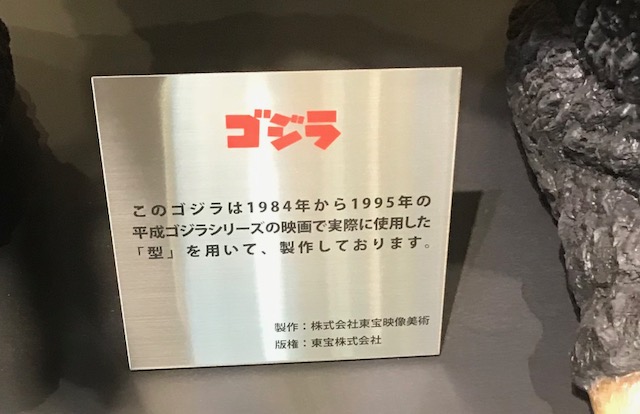 ゴジラ
このゴジラは1984年から1995年の
平成ゴジラシリーズの映画で実際に使用した
「型」を用いて、製作しております。
製作：株式会社東宝映像美術
版権：東宝株式会社